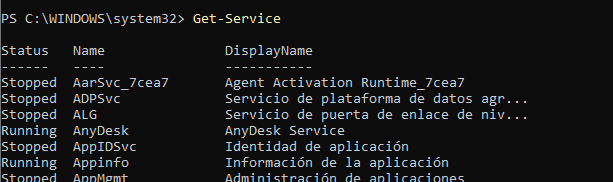 PS C:\WINDOWS\system32> Get-Service
Status Name DisplayName
------ ---- -----------
Stopped AarSvc_7cea7 Agent Activation Runtime_7cea7
Stopped ADPSvc Servicio de plataforma de datos agr...
Stopped ALG Servicio de puerta de enlace de niv...
Running AnyDesk AnyDesk Service
Stopped AppIDSvc Identidad de aplicación
Running Appinfo Información de la aplicación
Stopped AppMgmt Administración de aplicaciones